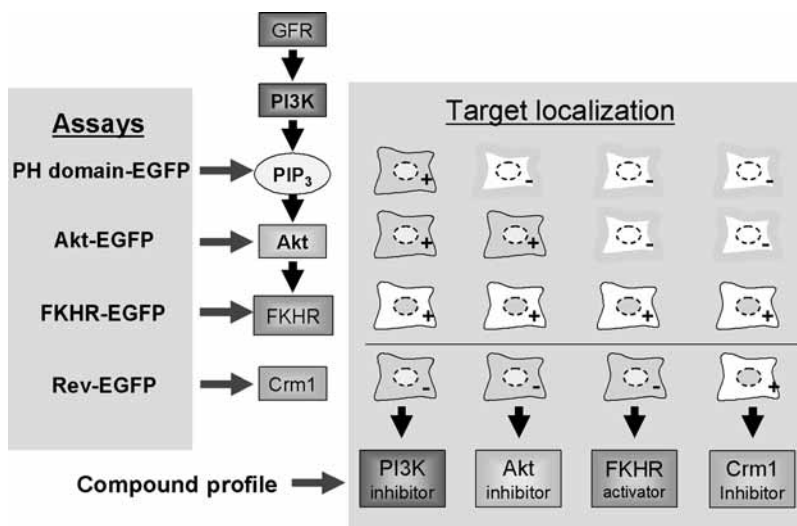 GFR
PI3K
Assays
Target localization
PH domain-EGFP
PIP3
+
-
-
-
Akt-EGFP
Akt
+
+
-
-
FKHR-EGFP
FKHR
+
+
+
+
Rev-EGFP
Crm1
-
-
-
+
Compound profile
PI3K
inhibitor
Akt
inhibitor
FKHR
activator
Crm1
Inhibitor